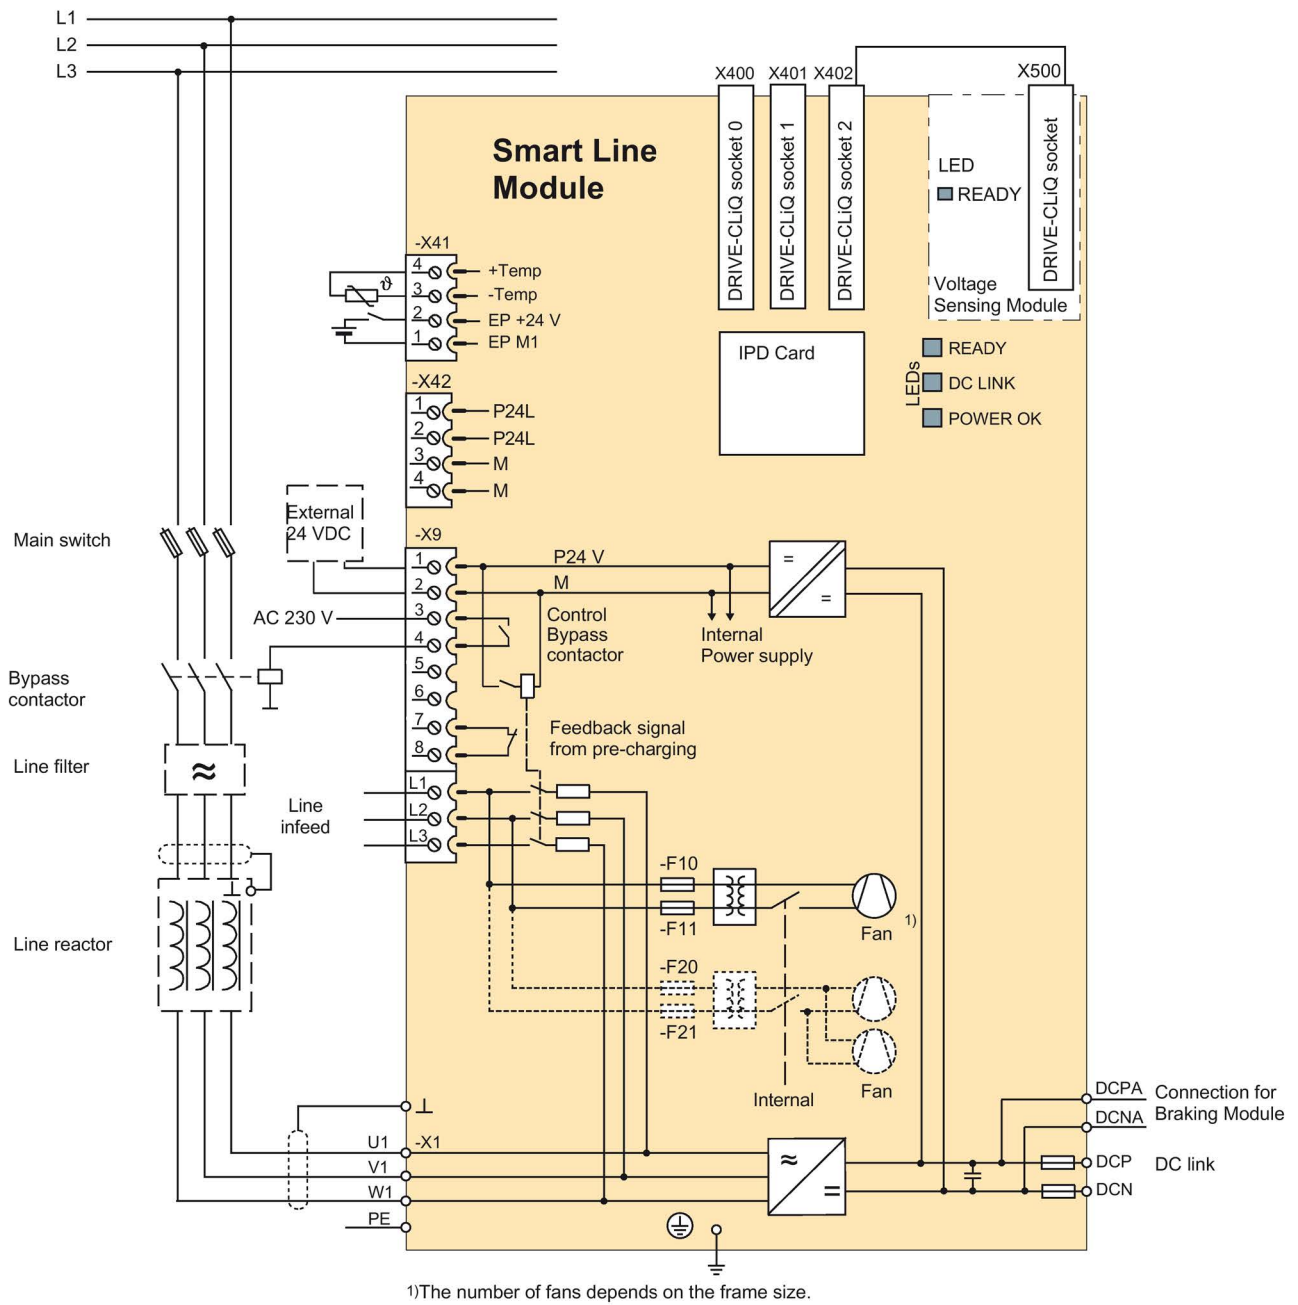 L1
L2
L3
X400
X401
X402
X500
Smart Line
Module
DRIVE-CLiQ socket 0
DRIVE-CLiQ socket 1
DRIVE-CLiQ socket 2
DRIVE-CLiQ socket
LED
READY
Voltage
Sensing Module
IPD Card
LEDs
READY
DC LINK
POWER OK
-X41
4 +Temp
3 -Temp
2 EP +24 V
1 EP M1
ϑ
-X42
1 P24L
2 P24L
3 M
4 M
Main switch
External
24 VDC
-X9
1
2
3
4
5
6
7
8
P24 V
M
=
=
AC 230 V
Control
Bypass
contactor
Internal
Power supply
Bypass
contactor
Feedback signal
from pre-charging
Line filter
≈
Line
infeed
L1
L2
L3
Line reactor
-F10
-F11
Fan
1)
-F20
-F21
Fan
Internal
DCPA
DCNA
Connection for
Braking Module
U1
V1
W1
PE
-X1
≈
=
DCP
DCN
DC link
1)The number of fans depends on the frame size.